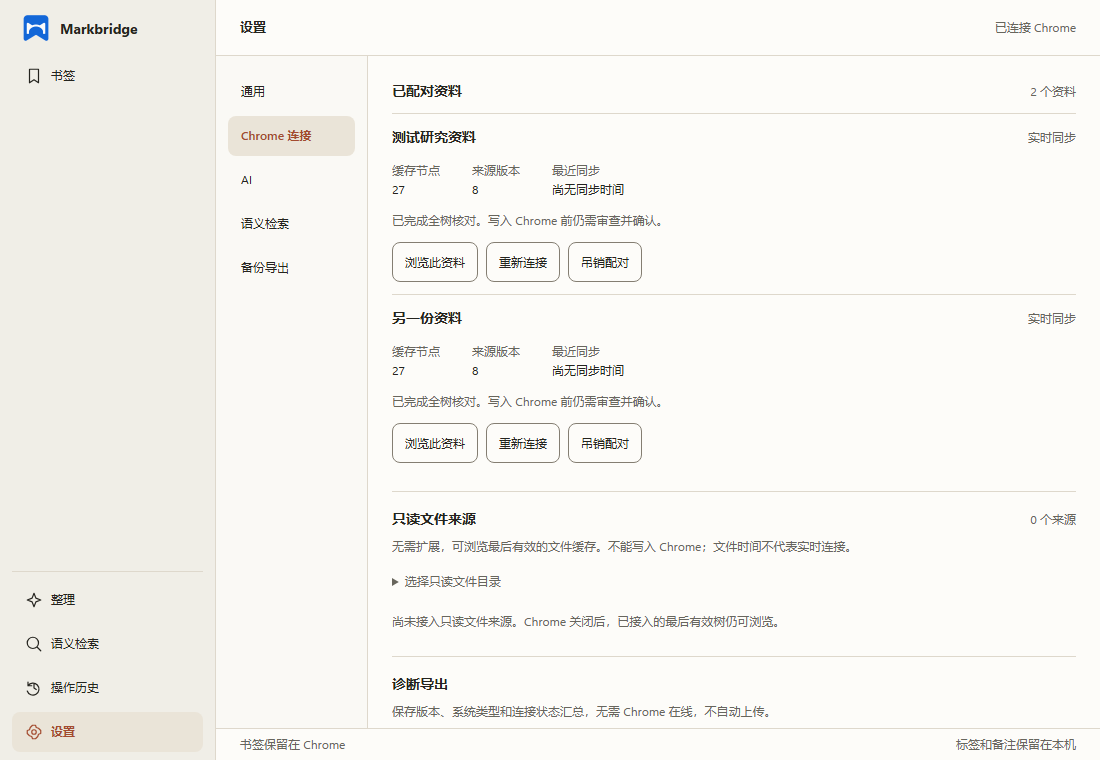 Markbridge
书签
整理
语义检索
操作历史
设置
设置
已连接 Chrome
通用
Chrome 连接
AI
语义检索
备份导出
已配对资料
2 个资料
测试研究资料
实时同步
缓存节点 来源版本 最近同步
27 8 尚无同步时间
已完成全树核对。写入 Chrome 前仍需审查并确认。
浏览此资料 重新连接 吊销配对
另一份资料
实时同步
缓存节点 来源版本 最近同步
27 8 尚无同步时间
已完成全树核对。写入 Chrome 前仍需审查并确认。
浏览此资料 重新连接 吊销配对
只读文件来源
0 个来源
无需扩展，可浏览最后有效的文件缓存。不能写入 Chrome；文件时间不代表实时连接。
选择只读文件目录
尚未接入只读文件来源。Chrome 关闭后，已接入的最后有效树仍可浏览。
诊断导出
保存版本、系统类型和连接状态汇总，无需 Chrome 在线，不自动上传。
书签保留在 Chrome
标签和备注保留在本机